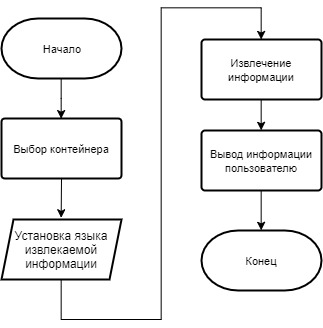 Начало
Выбор контейнера
Установка языка
извлекаемой
информации
Извлечение
информации
Вывод информации
пользователю
Конец